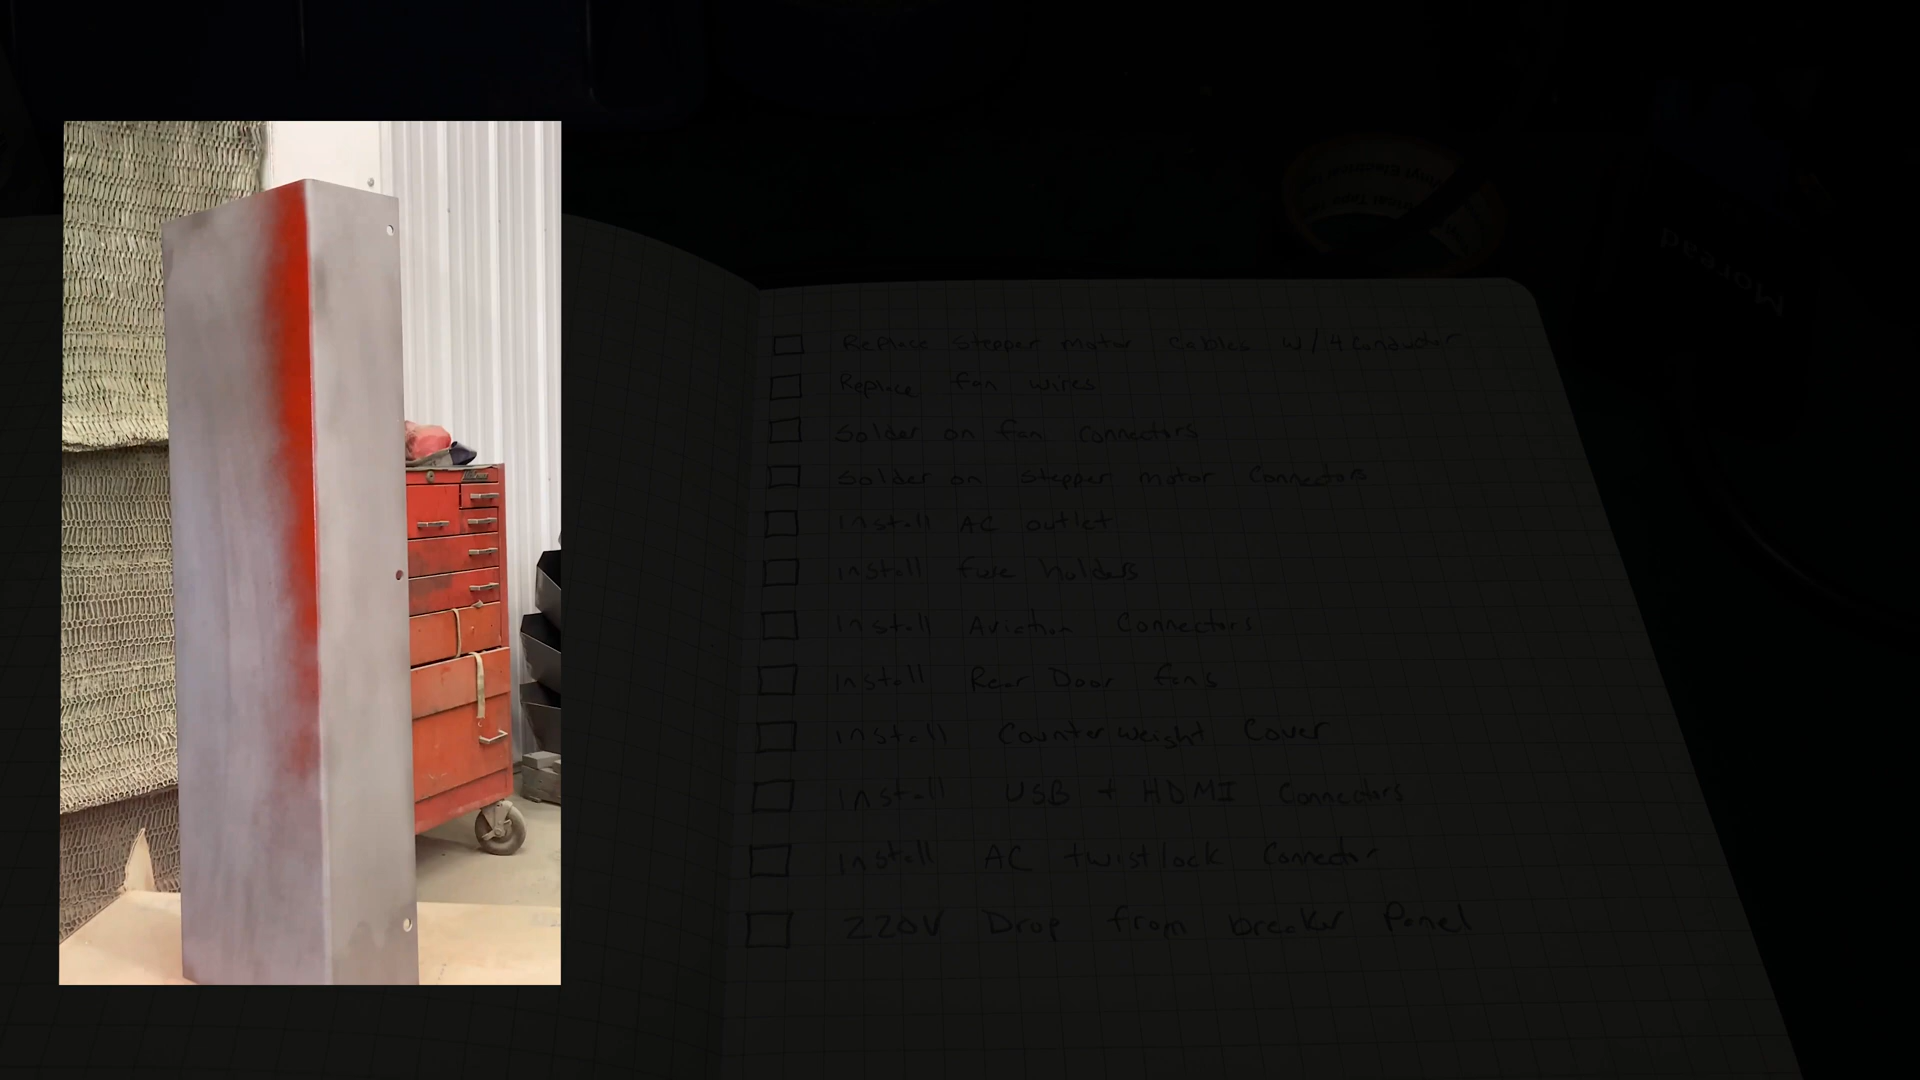 Replace Stepper motor Cables w/ 4 Conductor
Replace fan wires
Solder on fan Connectors
Solder on Stepper motor Connectors
install AC outlet
install fuse holders
install Aviation Connectors
install Rear Door fans
install Counterweight Cover
install USB + HDMI Connectors
install AC twistlock Connector
220V Drop from breaker Panel
Moread